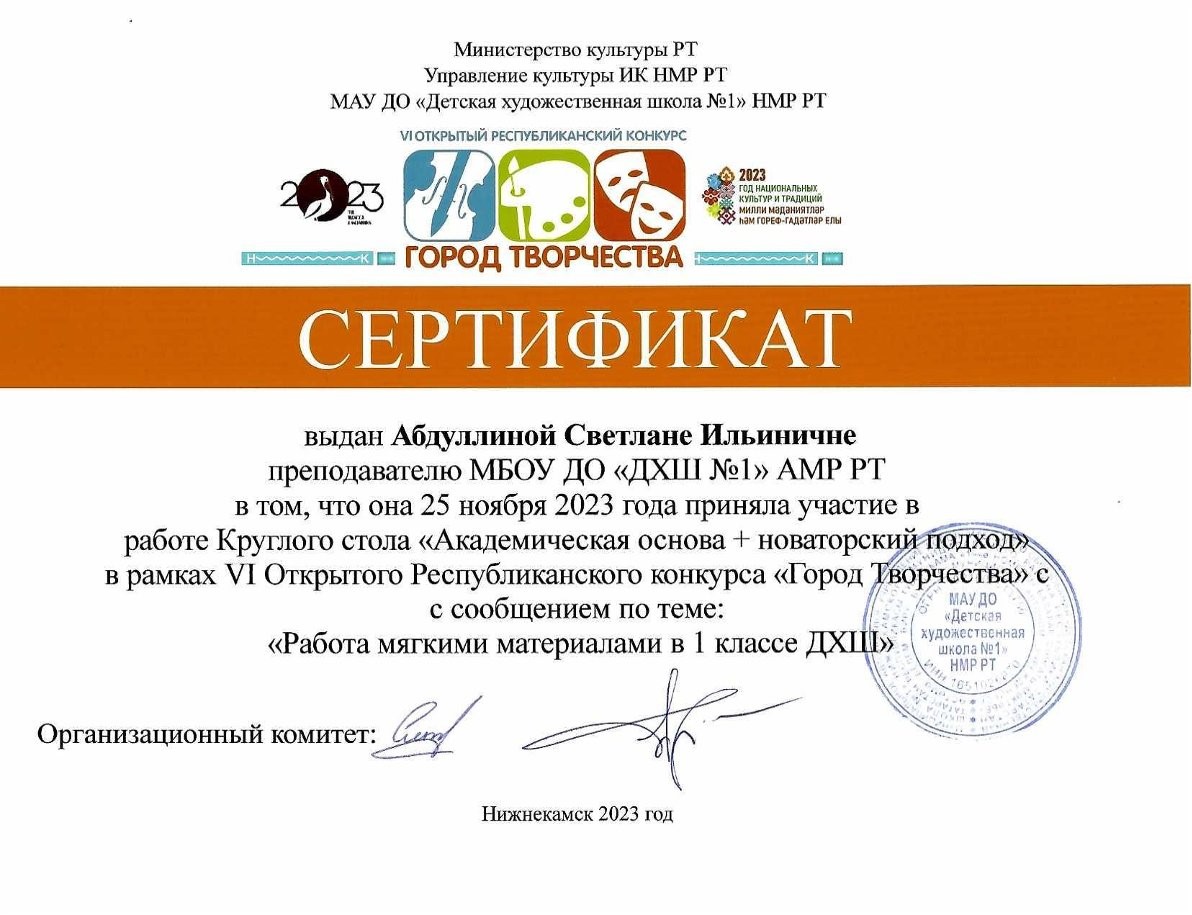 Министерство культуры РТ
Управление культуры ИК НМР РТ
МАУ ДО «Детская художественная школа №1» НМР РТ
VI ОТКРЫТЫЙ РЕСПУБЛИКАНСКИЙ КОНКУРС
2023
2023
ГОД НАЦИОНАЛЬНЫХ
КУЛЬТУР И ТРАДИЦИЙ
МИЛЛИ МӘДӘНИЯТЛӘР
ҺӘМ ГОРЕФ-ГАДӘТЛӘР ЕЛЫ
Н К
ГОРОД ТВОРЧЕСТВА
Н К
СЕРТИФИКАТ
выдан Абдуллиной Светлане Ильиничне
преподавателю МБОУ ДО «ДХШ №1» АМР РТ
в том, что она 25 ноября 2023 года приняла участие в
работе Круглого стола «Академическая основа + новаторский подход»
в рамках VI Открытого Республиканского конкурса «Город Творчества» с
с сообщением по теме:
«Работа мягкими материалами в 1 классе ДХШ»
МАУ ДО
«Детская
художественная
школа №1»
НМР РТ
Организационный комитет:
Нижнекамск 2023 год